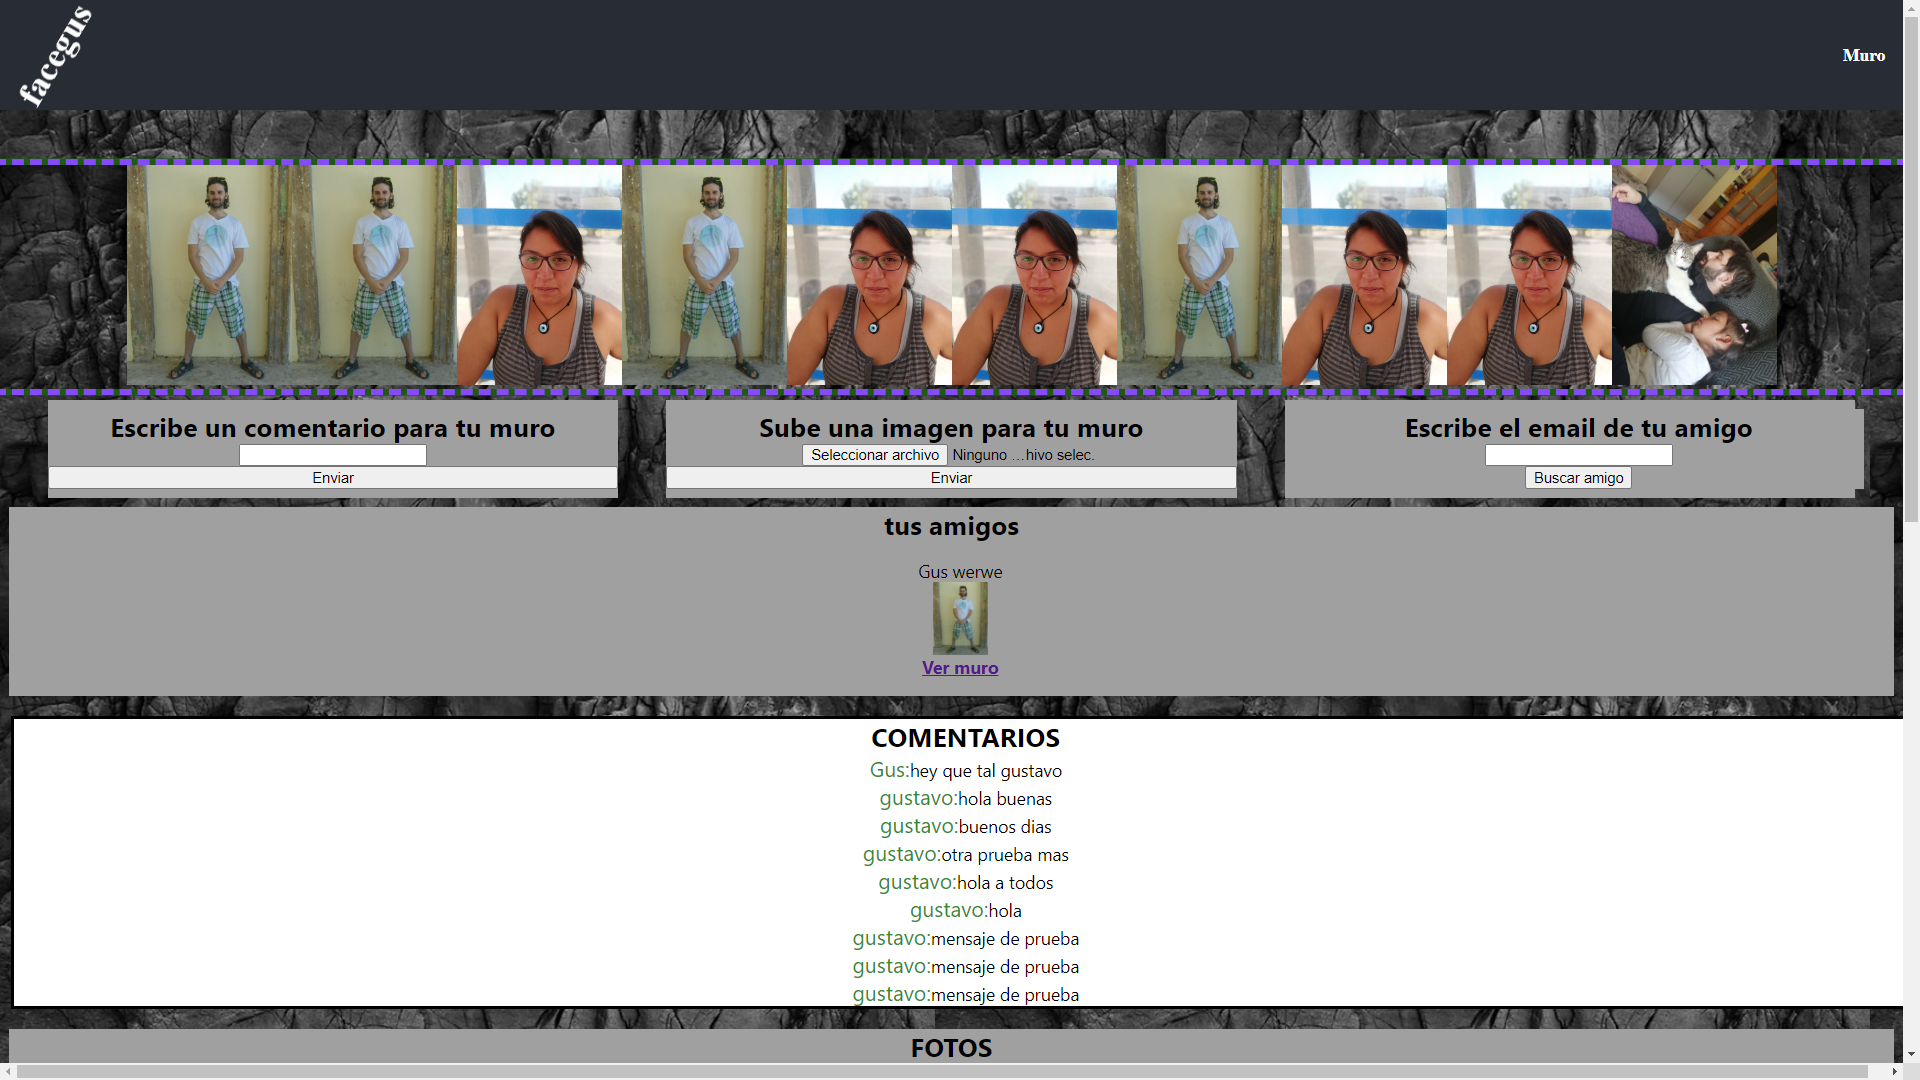 facegus
Muro
Escribe un comentario para tu muro
Enviar
Sube una imagen para tu muro
Seleccionar archivo Ninguno ...hivo selec.
Enviar
Escribe el email de tu amigo
Buscar amigo
tus amigos
Gus werwe
Ver muro
COMENTARIOS
Gus:hey que tal gustavo
gustavo:hola buenas
gustavo:buenos dias
gustavo:otra prueba mas
gustavo:hola a todos
gustavo:hola
gustavo:mensaje de prueba
gustavo:mensaje de prueba
gustavo:mensaje de prueba
FOTOS